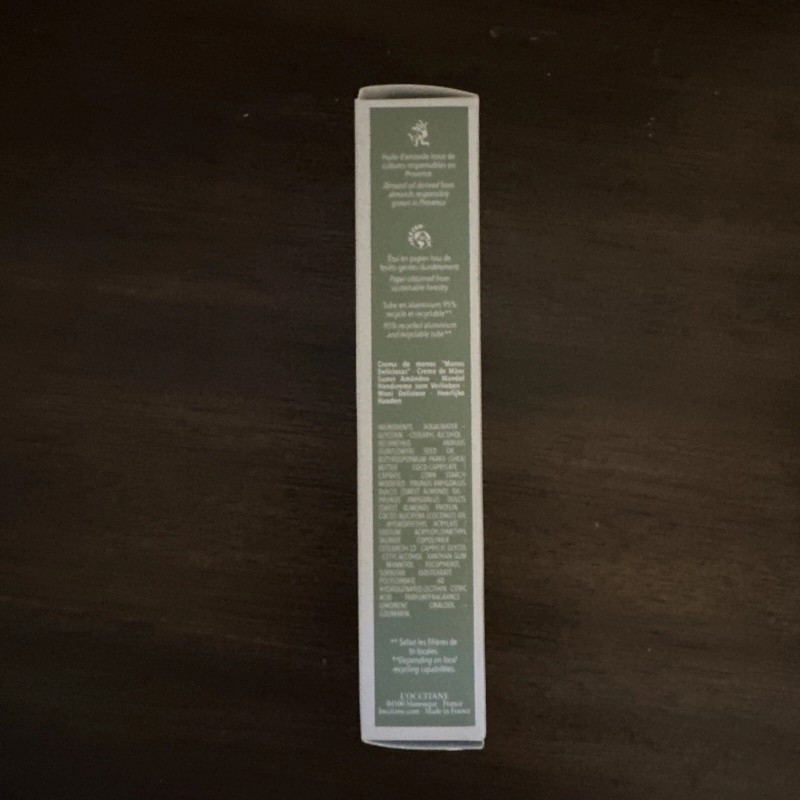 Huile d'amande issue de
cultures responsables en
Provence
Almond oil derived from
almonds responsibly
grown in Provence
Étui en papier issu de
forêts gérées durablement
Paper obtained from
sustainable forestry
Tube en aluminium 95%
recyclé et recyclable**
95% recycled aluminium
and recyclable tube**
Crema de manos "Manos
Deliciosas" - Creme de Mãos
Suave Amêndoa - Mandel
Handcreme zum Verlieben -
Mani Deliziose - Heerlijke
Handen
INGREDIENTS: AQUA/WATER -
GLYCERIN - CETEARYL ALCOHOL -
HELIANTHUS ANNUUS
(SUNFLOWER) SEED OIL -
BUTYROSPERMUM PARKII (SHEA)
BUTTER - COCO-CAPRYLATE /
CAPRATE - CORN STARCH
MODIFIED - PRUNUS AMYGDALUS
DULCIS (SWEET ALMOND) OIL -
PRUNUS AMYGDALUS DULCIS
(SWEET ALMOND) PROTEIN -
COCOS NUCIFERA (COCONUT) OIL
- HYDROXYETHYL ACRYLATE /
SODIUM ACRYLOYLDIMETHYL
TAURATE COPOLYMER -
CETEARETH-33 - CAPRYLYL GLYCOL
- CETYL ALCOHOL - XANTHAN GUM
- MANNITOL - TOCOPHEROL -
SORBITAN ISOSTEARATE -
POLYSORBATE 60 -
HYDROGENATED LECITHIN - CITRIC
ACID - PARFUM/FRAGRANCE -
LIMONENE - LINALOOL -
COUMARIN
** Selon les filières de
tri locales.
**Depending on local
recycling capabilities.
L'OCCITANE
04100 Manosque - France
loccitane.com - Made in France